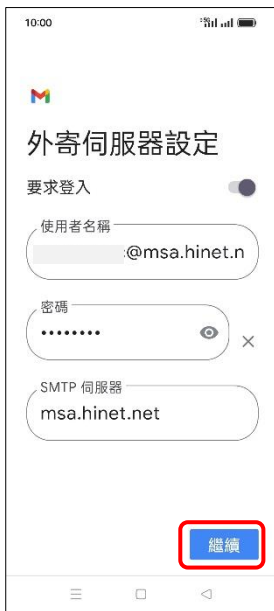 10:00
外寄伺服器設定
要求登入
使用者名稱
:@msa.hinet.n
密碼
••••••••
SMTP 伺服器
msa.hinet.net
繼續